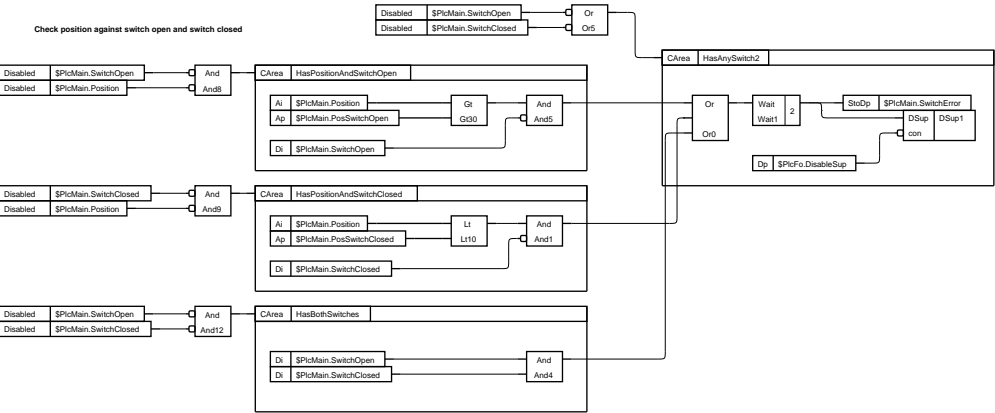 Check position against switch open and switch closed
Disabled $PlcMain.SwitchOpen
Disabled $PlcMain.SwitchClosed
Or
Or5
CArea HasAnySwitch2
Disabled $PlcMain.SwitchOpen
Disabled $PlcMain.Position
And
And8
CArea HasPositionAndSwitchOpen
Ai $PlcMain.Position
Ap $PlcMain.PosSwitchOpen
Gt
Gt30
And
And5
Di $PlcMain.SwitchOpen
Or
Or0
Wait
Wait1
2
StoDp $PlcMain.SwitchError
DSup DSup1
con
Dp $PlcFo.DisableSup
Disabled $PlcMain.SwitchClosed
Disabled $PlcMain.Position
And
And9
CArea HasPositionAndSwitchClosed
Ai $PlcMain.Position
Ap $PlcMain.PosSwitchClosed
Lt
Lt10
And
And1
Di $PlcMain.SwitchClosed
Disabled $PlcMain.SwitchOpen
Disabled $PlcMain.SwitchClosed
And
And12
CArea HasBothSwitches
Di $PlcMain.SwitchOpen
Di $PlcMain.SwitchClosed
And
And4